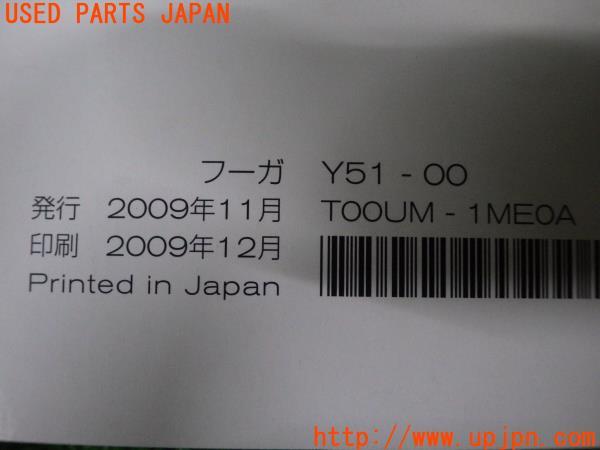 USED PARTS JAPAN
フーガ Y51 - 00
発行 2009年11月 T00UM - 1ME0A
印刷 2009年12月
Printed in Japan
http://www.upjpn.com